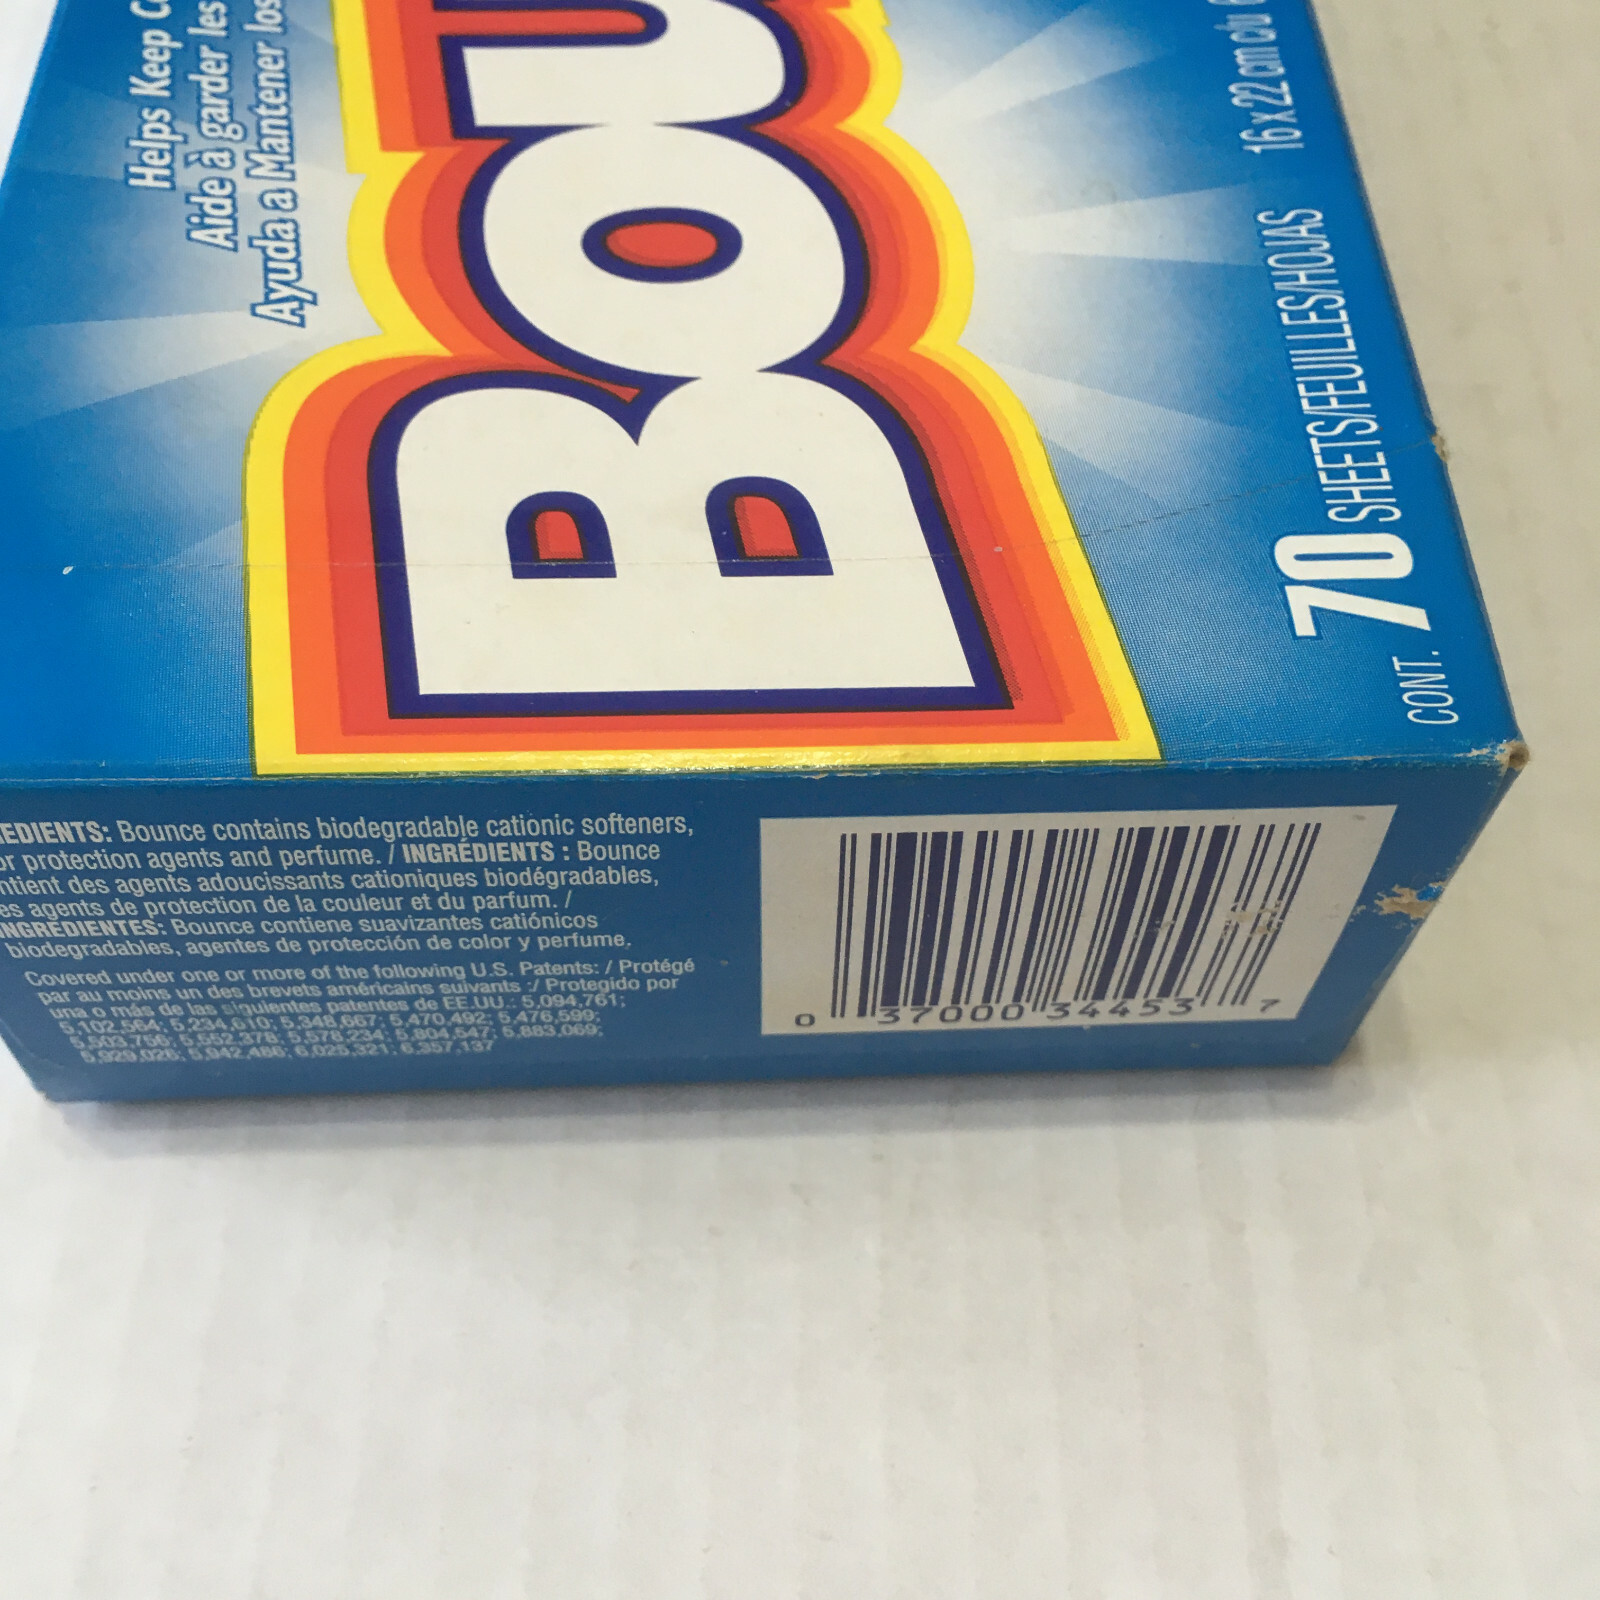 Helps Keep
Aide à garder les
Ayuda a Mantener los
BOU
16 x 22 cm ch
CONT. 70 SHEETS/FEUILLES/HOJAS
EDIENTS: Bounce contains biodegradable cationic softeners,
or protection agents and perfume. / INGRÉDIENTS : Bounce
ntient des agents adoucissants cationiques biodégradables,
es agents de protection de la couleur et du parfum. /
INGREDIENTES: Bounce contiene suavizantes catiónicos
biodegradables, agentes de protección de color y perfume.
Covered under one or more of the following U.S. Patents: / Protégé
par au moins un des brevets américains suivants :/ Protegido por
una o más de las siguientes patentes de EE.UU.: 5,094,761;
5,102,564; 5,234,610; 5,348,667; 5,470,492; 5,476,599;
5,503,756; 5,552,378; 5,578,234; 5,804,547; 5,883,069;
5,929,026; 5,942,486; 6,025,321; 6,357,137
0 37000 34453 7